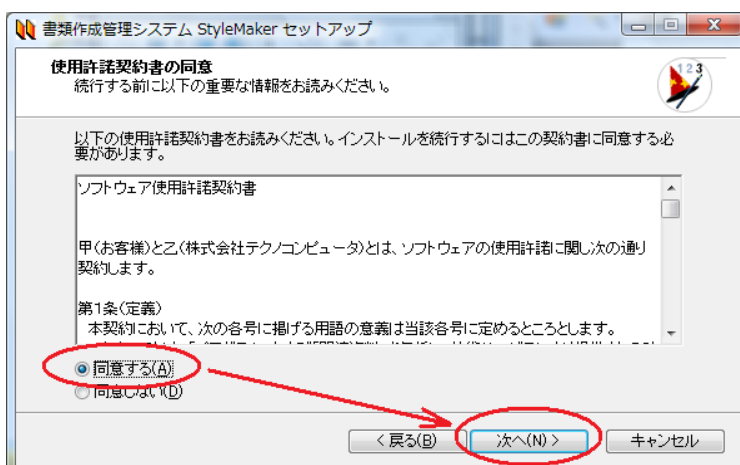 書類作成管理システム StyleMaker セットアップ
使用許諾契約書の同意
続行する前に以下の重要な情報をお読みください。
123
以下の使用許諾契約書をお読みください。インストールを続行するにはこの契約書に同意する必
要があります。
ソフトウェア使用許諾契約書
甲(お客様)と乙(株式会社テクノコンピュータ)とは、ソフトウェアの使用許諾に関し次の通り
契約します。
第1条(定義)
本契約において、次の各号に掲げる用語の意義は当該各号に定めるところとします。
同意する(A)
同意しない(D)
< 戻る(B)
次へ(N) >
キャンセル